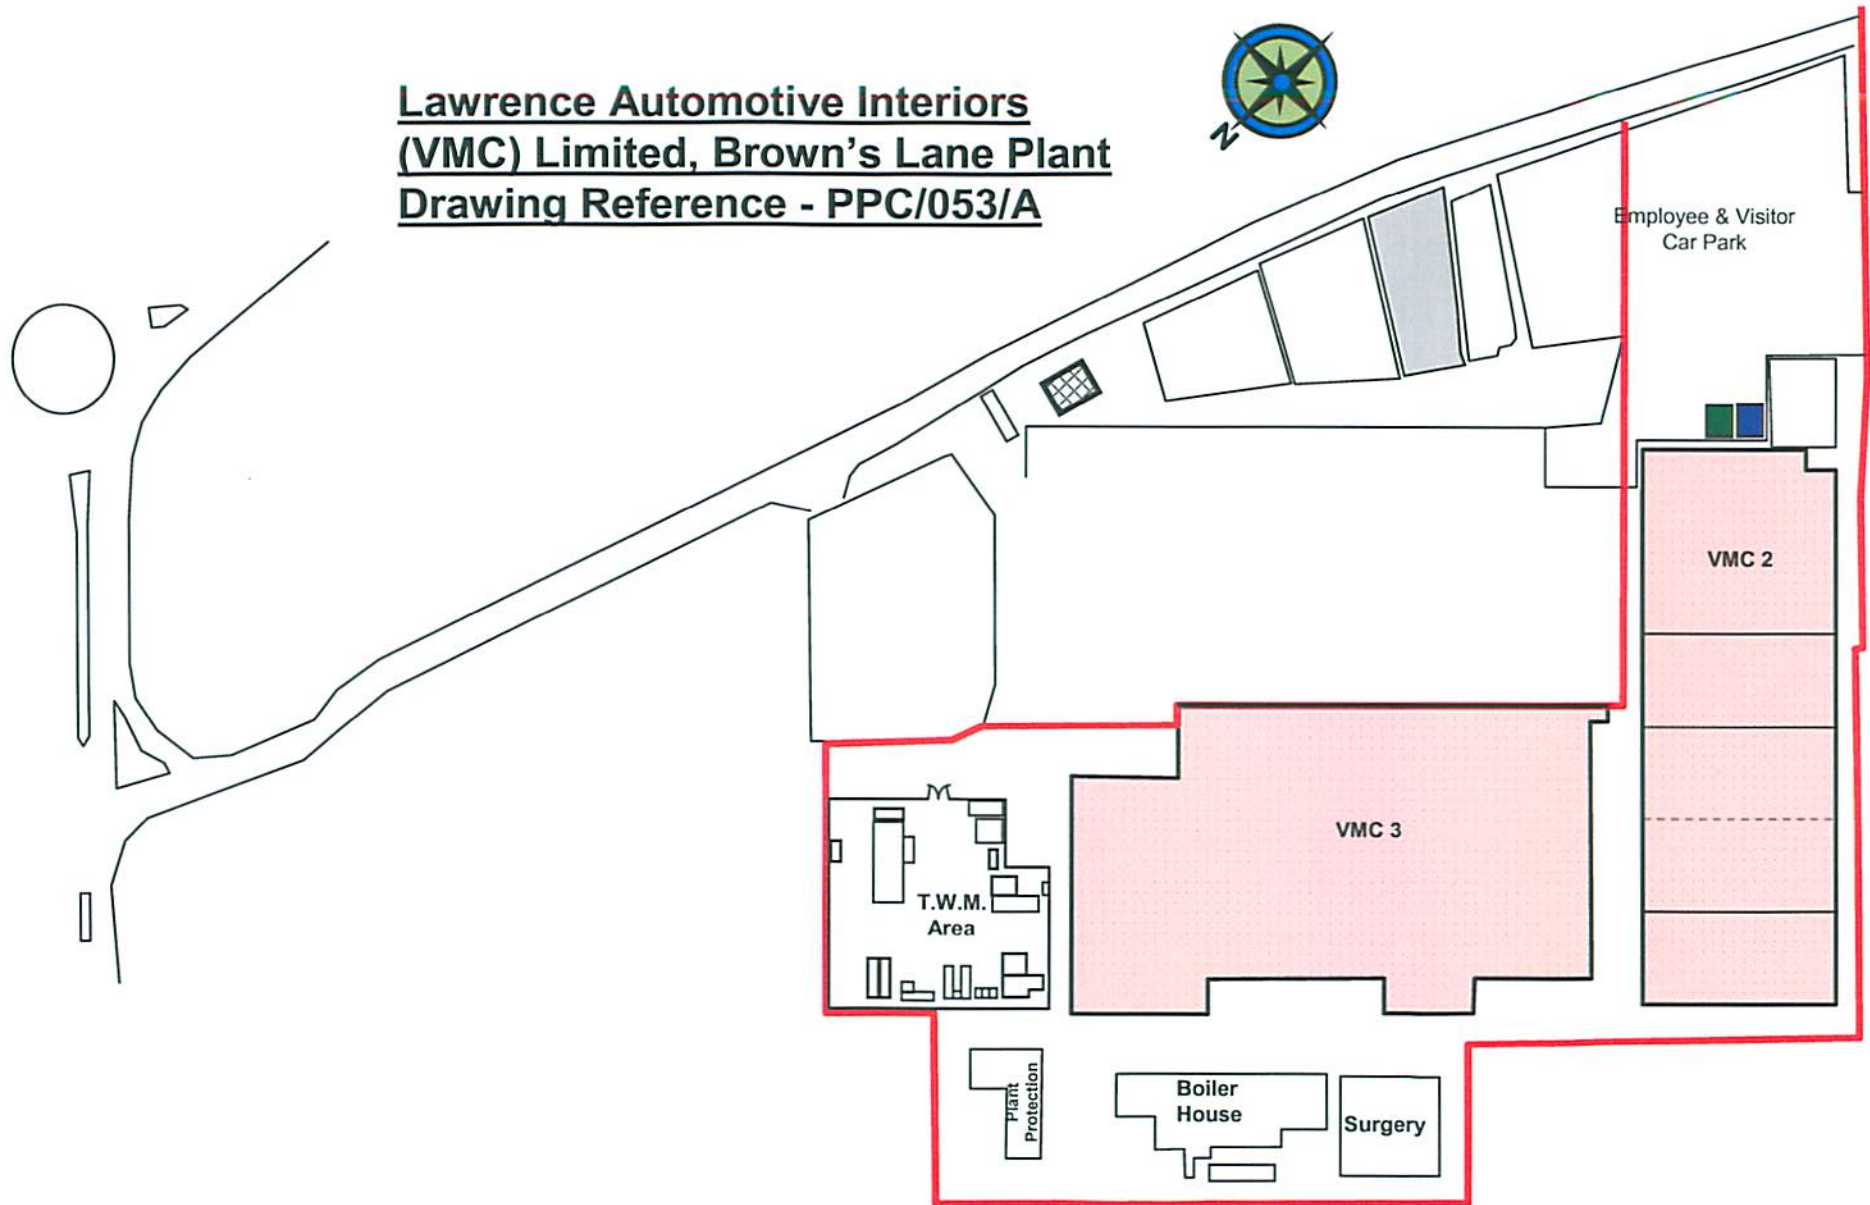 Lawrence Automotive Interiors
(VMC) Limited, Brown's Lane Plant
Drawing Reference - PPC/053/A
N
Employee & Visitor
Car Park
VMC 2
VMC 3
T.W.M.
Area
Plant
Protection
Boiler
House
Surgery